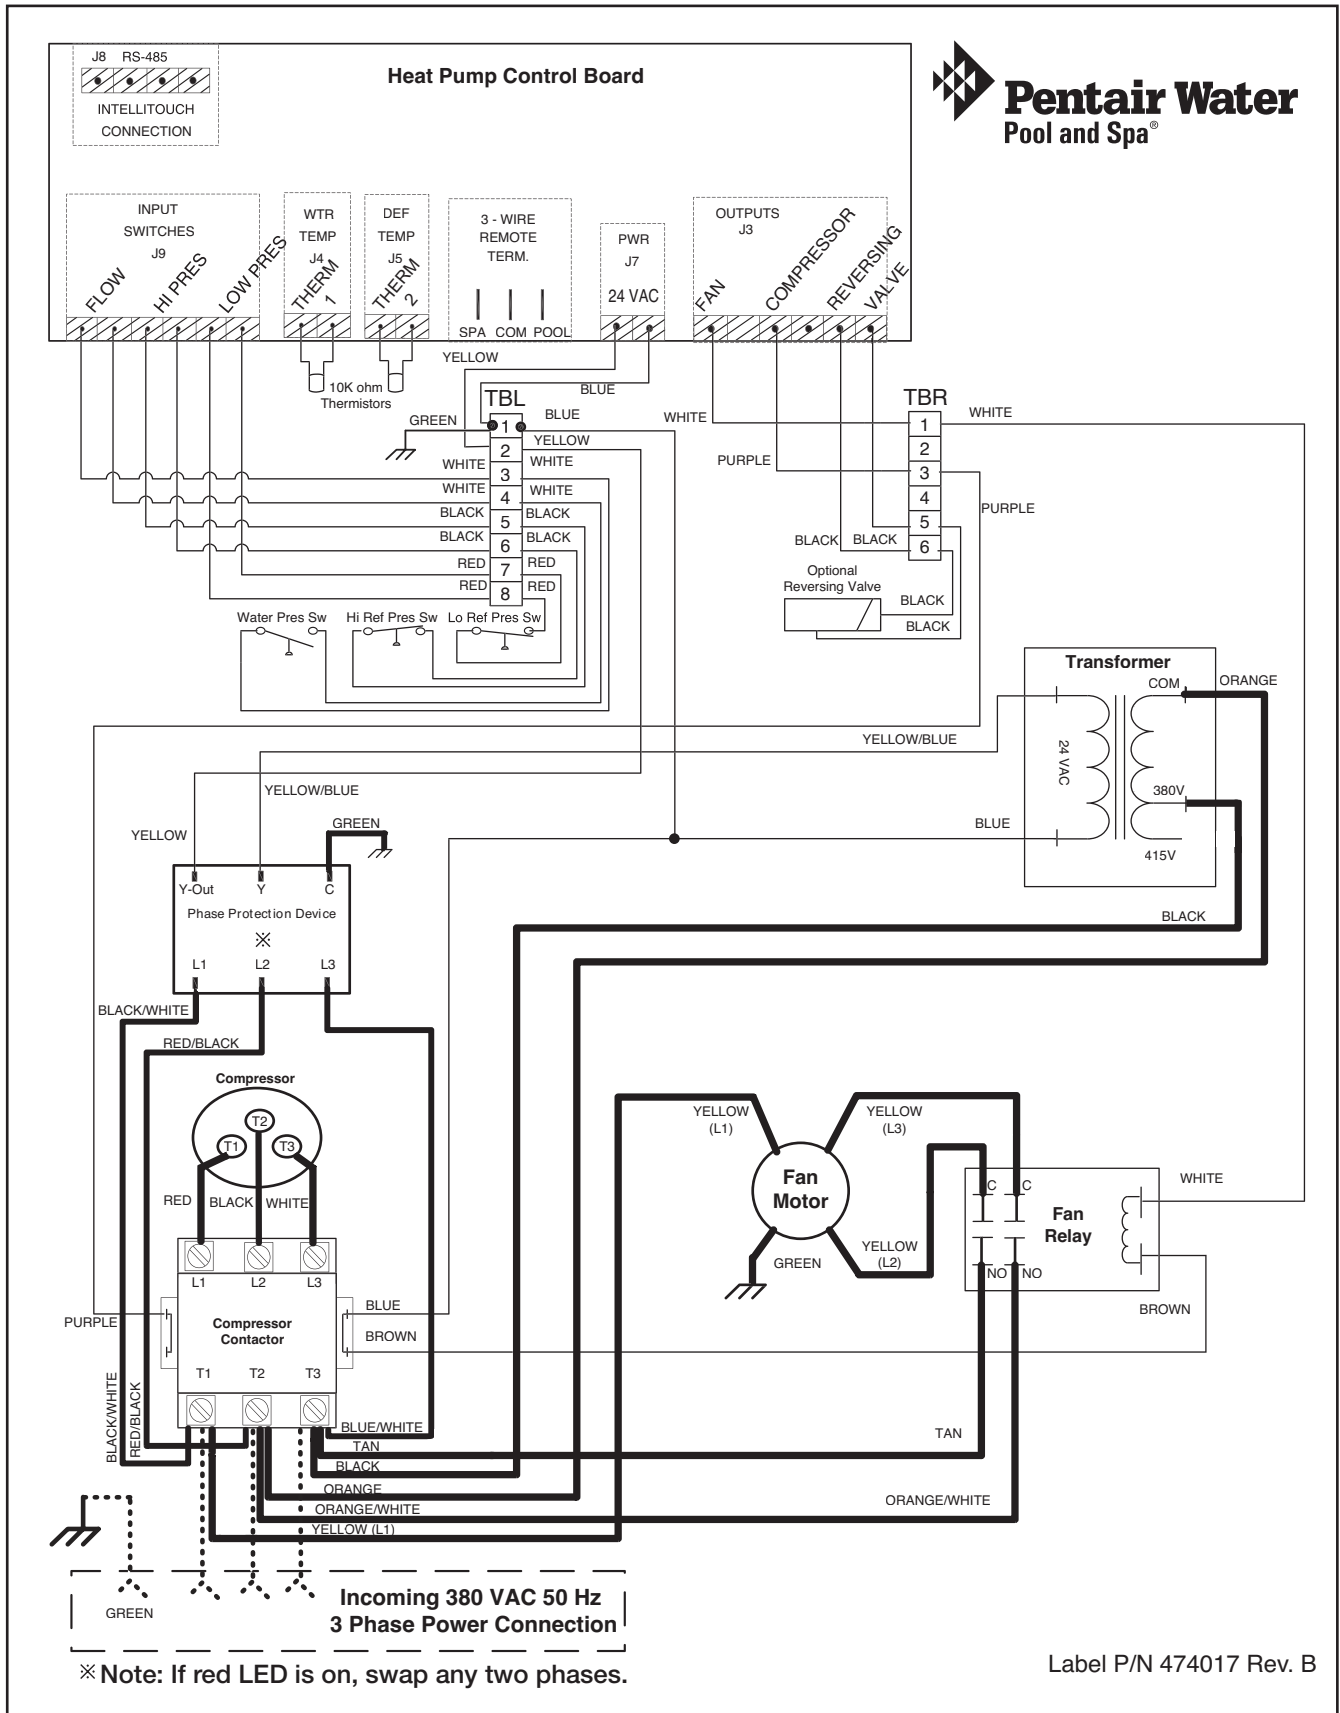 J8 RS-485
INTELLITOUCH
CONNECTION
Heat Pump Control Board
Pentair Water
Pool and Spa®
INPUT
SWITCHES
J9
FLOW
HI PRES
LOW PRES
WTR
TEMP
J4
THERM
1
DEF
TEMP
J5
THERM
2
3 - WIRE
REMOTE
TERM.
SPA COM POOL
PWR
J7
24 VAC
OUTPUTS
J3
FAN
COMPRESSOR
REVERSING
VALVE
10K ohm
Thermistors
YELLOW
BLUE
TBL
GREEN
BLUE
YELLOW
WHITE
WHITE
WHITE
WHITE
BLACK
BLACK
BLACK
BLACK
RED
RED
RED
RED
1
2
3
4
5
6
7
8
Water Pres Sw
Hi Ref Pres Sw
Lo Ref Pres Sw
TBR
WHITE
WHITE
PURPLE
PURPLE
1
2
3
4
5
6
BLACK
BLACK
Optional
Reversing Valve
BLACK
BLACK
Transformer
COM
ORANGE
24 VAC
380V
415V
YELLOW/BLUE
BLUE
BLACK
YELLOW/BLUE
YELLOW
GREEN
Y-Out
Y
C
Phase Protection Device
※
L1
L2
L3
BLACK/WHITE
RED/BLACK
Compressor
T1
T2
T3
RED
BLACK
WHITE
L1
L2
L3
Compressor
Contactor
T1
T2
T3
PURPLE
BLUE
BROWN
BLACK/WHITE
RED/BLACK
YELLOW
(L1)
YELLOW
(L3)
Fan
Motor
YELLOW
(L2)
GREEN
C
C
Fan
Relay
NO
NO
WHITE
BROWN
BLUE/WHITE
TAN
BLACK
ORANGE
ORANGE/WHITE
YELLOW (L1)
TAN
ORANGE/WHITE
GREEN
Incoming 380 VAC 50 Hz
3 Phase Power Connection
※ Note: If red LED is on, swap any two phases.
Label P/N 474017 Rev. B